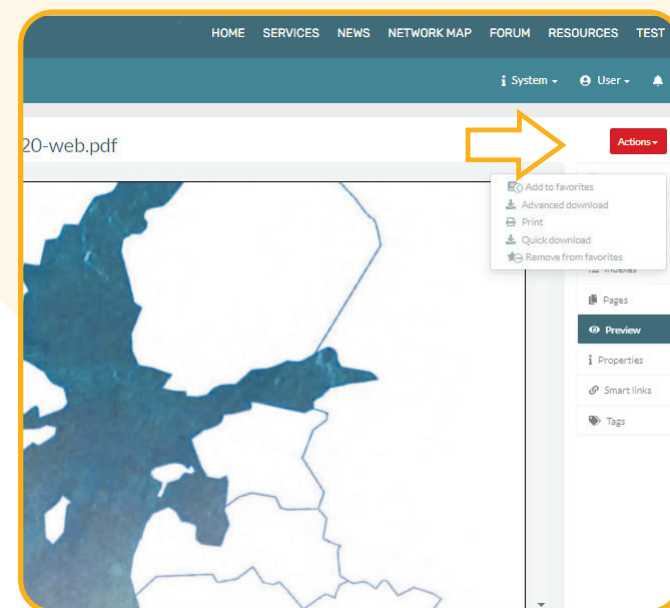 HOME SERVICES NEWS NETWORK MAP FORUM RESOURCES TEST
System User
20-web.pdf
Actions
Add to favorites
Advanced download
Print
Quick download
Remove from favorites
Indexes
Pages
Preview
Properties
Smart links
Tags